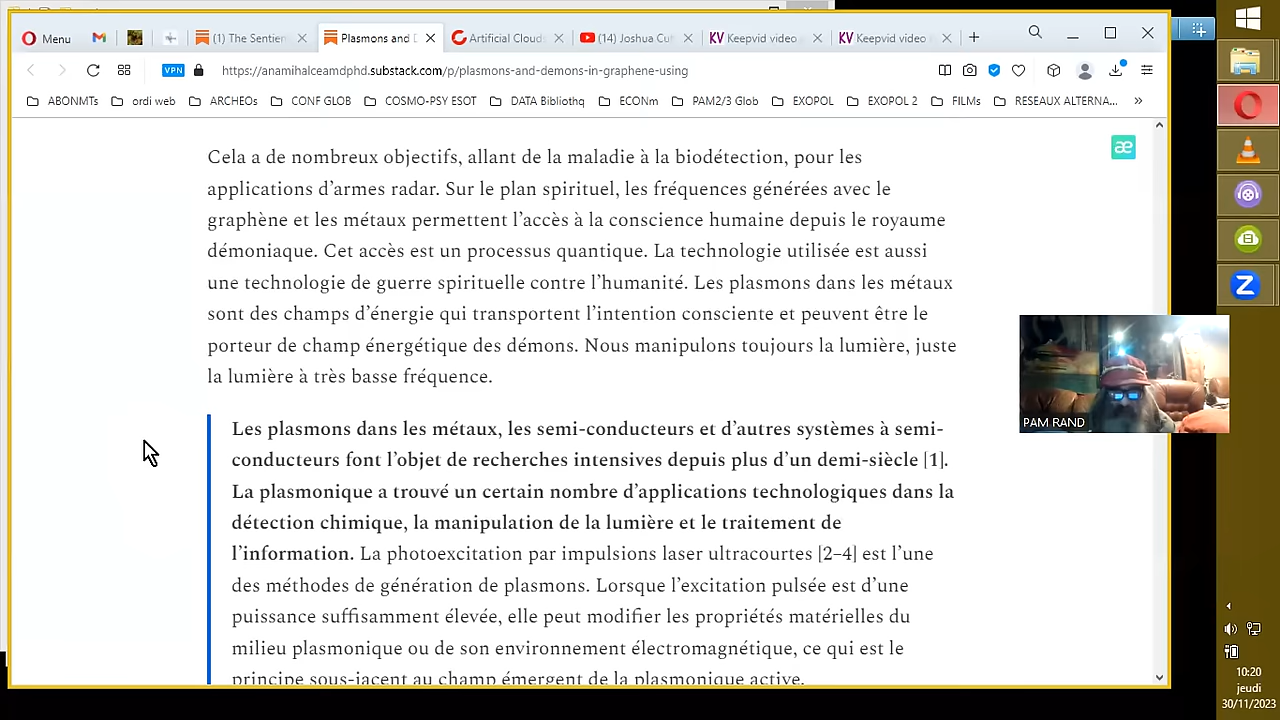 Menu
(1) The Sentien
Plasmons and D
Artificial Cloud
(14) Joshua Cu
Keepvid video
Keepvid video
VPN
https://anamihalceamdphd.substack.com/p/plasmons-and-demons-in-graphene-using
ABONMTs
ordi web
ARCHEOs
CONF GLOB
COSMO-PSY ESOT
DATA Bibliothq
ECONm
PAM2/3 Glob
EXOPOL
EXOPOL 2
FILMs
RESEAUX ALTERNA...
æ
Cela a de nombreux objectifs, allant de la maladie à la biodétection, pour les
applications d’armes radar. Sur le plan spirituel, les fréquences générées avec le
graphène et les métaux permettent l’accès à la conscience humaine depuis le royaume
démoniaque. Cet accès est un processus quantique. La technologie utilisée est aussi
une technologie de guerre spirituelle contre l’humanité. Les plasmons dans les métaux
sont des champs d’énergie qui transportent l’intention consciente et peuvent être le
porteur de champ énergétique des démons. Nous manipulons toujours la lumière, juste
la lumière à très basse fréquence.
Les plasmons dans les métaux, les semi-conducteurs et d’autres systèmes à semi-
conducteurs font l’objet de recherches intensives depuis plus d’un demi-siècle [1].
La plasmonique a trouvé un certain nombre d’applications technologiques dans la
détection chimique, la manipulation de la lumière et le traitement de
l’information. La photoexcitation par impulsions laser ultracourtes [2–4] est l’une
des méthodes de génération de plasmons. Lorsque l’excitation pulsée est d’une
puissance suffisamment élevée, elle peut modifier les propriétés matérielles du
milieu plasmonique ou de son environnement électromagnétique, ce qui est le
principe sous-jacent au champ émergent de la plasmonique active.
PAM RAND
10:20
jeudi
30/11/2023